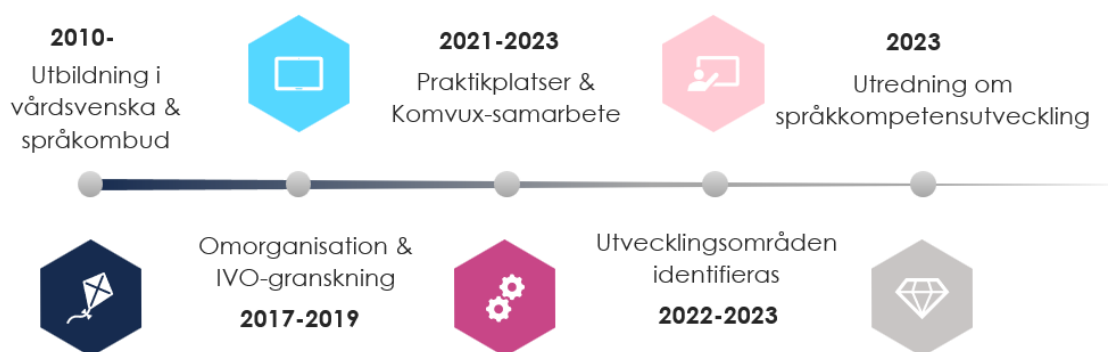 2010-
Utbildning i
vårdsvenska &
språkombud
Omorganisation &
IVO-granskning
2017-2019
2021-2023
Praktikplatser &
Komvux-samarbete
Utvecklingsområden
identifieras
2022-2023
2023
Utredning om
språkkompetensutveckling